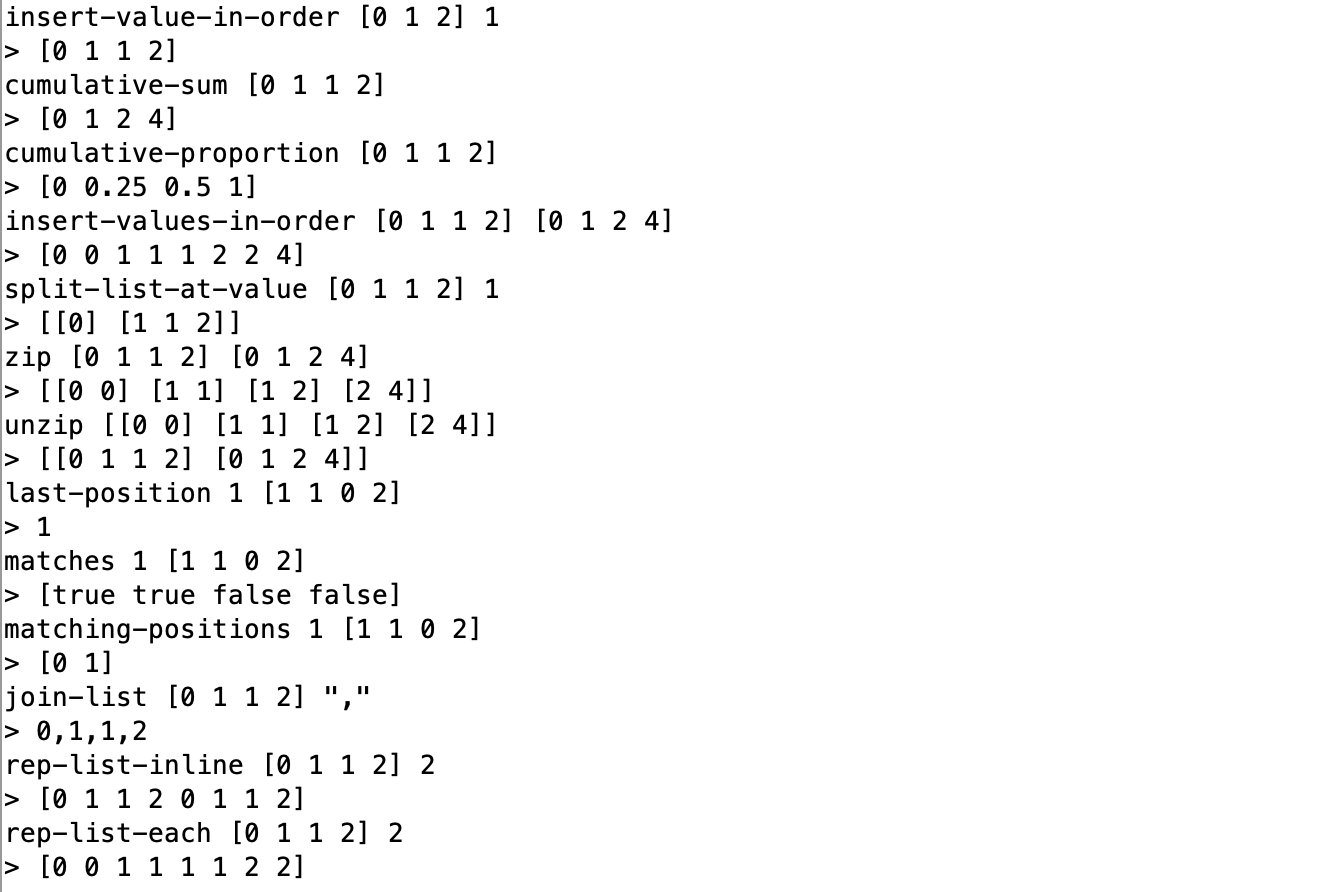 insert-value-in-order [0 1 2] 1
> [0 1 1 2]
cumulative-sum [0 1 1 2]
> [0 1 2 4]
cumulative-proportion [0 1 1 2]
> [0 0.25 0.5 1]
insert-values-in-order [0 1 1 2] [0 1 2 4]
> [0 0 1 1 1 2 2 4]
split-list-at-value [0 1 1 2] 1
> [[0] [1 1 2]]
zip [0 1 1 2] [0 1 2 4]
> [[0 0] [1 1] [1 2] [2 4]]
unzip [[0 0] [1 1] [1 2] [2 4]]
> [[0 1 1 2] [0 1 2 4]]
last-position 1 [1 1 0 2]
> 1
matches 1 [1 1 0 2]
> [true true false false]
matching-positions 1 [1 1 0 2]
> [0 1]
join-list [0 1 1 2] ","
> 0,1,1,2
rep-list-inline [0 1 1 2] 2
> [0 1 1 2 0 1 1 2]
rep-list-each [0 1 1 2] 2
> [0 0 1 1 1 1 2 2]